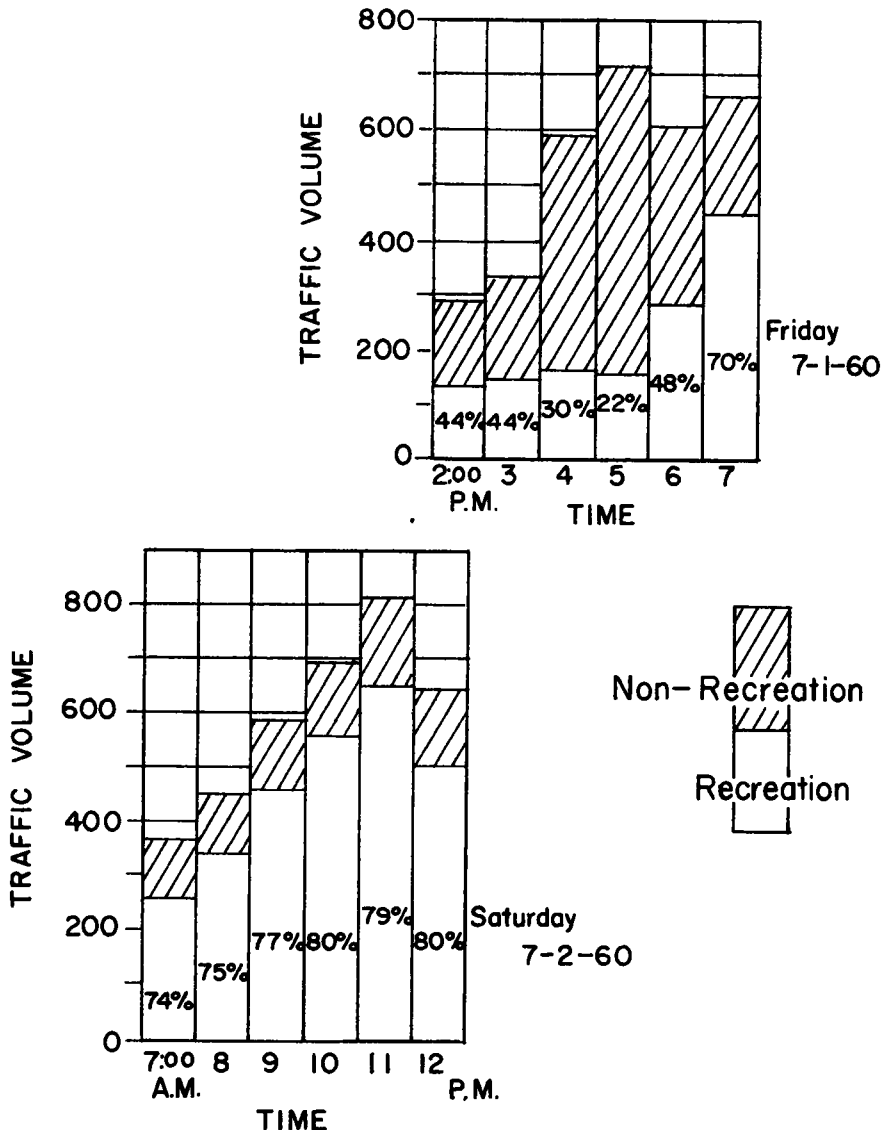 TRAFFIC VOLUME
800
600
400
200
0
44% 44% 30% 22% 48% 70%
Friday
7-1-60
2:00 3 4 5 6 7
P.M.
TIME
TRAFFIC VOLUME
800
600
400
200
0
74% 75% 77% 80% 79% 80%
Saturday
7-2-60
7:00 8 9 10 11 12
A.M. P.M.
TIME
Non-Recreation
Recreation